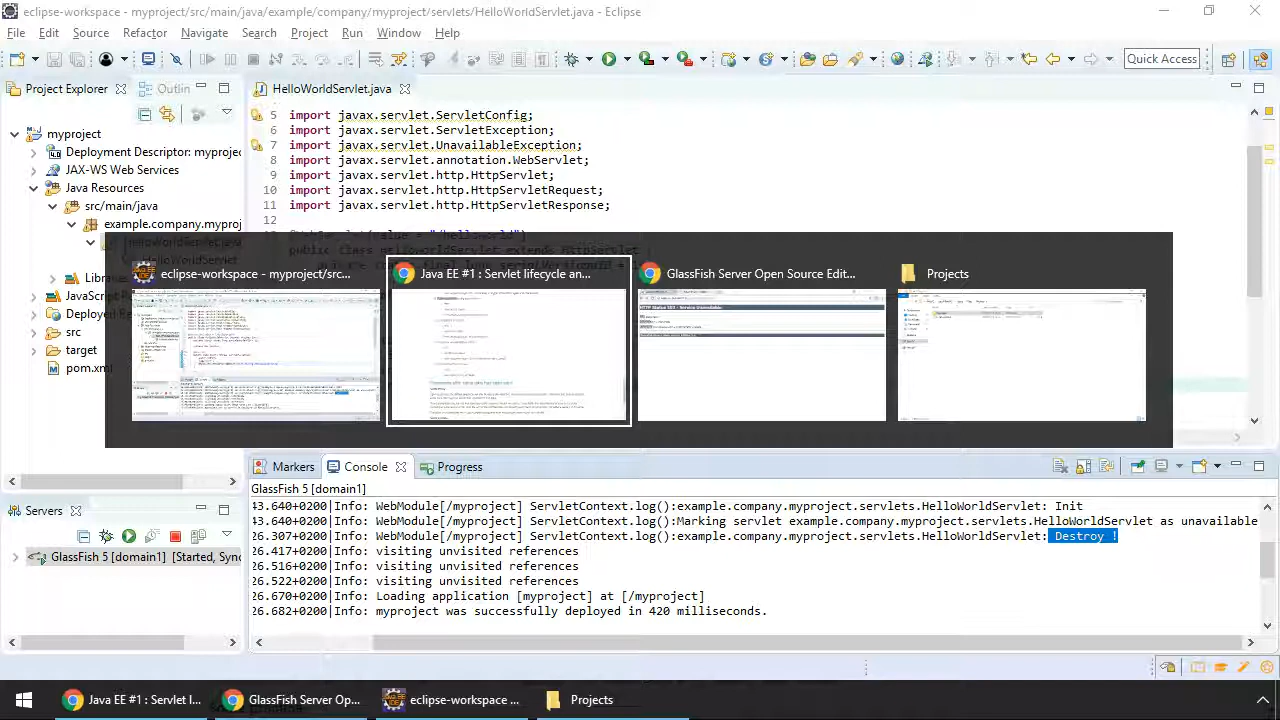 eclipse-workspace - myproject/src/main/java/example/company/myproject/servlets/HelloWorldServlet.java - Eclipse
File Edit Source Refactor Navigate Search Project Run Window Help
Quick Access
Project Explorer
Outlin
HelloWorldServlet.java
myproject
Deployment Descriptor: myprojec
JAX-WS Web Services
Java Resources
src/main/java
example.company.myproj
HelloWorldServlet.java
Libra
JavaScript
Deployed Re
src
target
pom.xml
5 import javax.servlet.ServletConfig;
6 import javax.servlet.ServletException;
7 import javax.servlet.UnavailableException;
8 import javax.servlet.annotation.WebServlet;
9 import javax.servlet.http.HttpServlet;
10 import javax.servlet.http.HttpServletRequest;
11 import javax.servlet.http.HttpServletResponse;
12
public class HelloWorldServlet extends HttpServlet
eclipse-workspace - myproject/src...
Java EE #1 : Servlet lifecycle an...
GlassFish Server Open Source Edit...
Projects
Servers
GlassFish 5 [domain1] [Started, Sync
Markers
Console
Progress
GlassFish 5 [domain1]
43.640+0200|Info: WebModule[/myproject] ServletContext.log():example.company.myproject.servlets.HelloWorldServlet: Init
43.640+0200|Info: WebModule[/myproject] ServletContext.log():Marking servlet example.company.myproject.servlets.HelloWorldServlet as unavailable
26.307+0200|Info: WebModule[/myproject] ServletContext.log():example.company.myproject.servlets.HelloWorldServlet: Destroy !
26.417+0200|Info: visiting unvisited references
26.516+0200|Info: visiting unvisited references
26.522+0200|Info: visiting unvisited references
26.670+0200|Info: Loading application [myproject] at [/myproject]
26.682+0200|Info: myproject was successfully deployed in 420 milliseconds.
Java EE #1 : Servlet l...
GlassFish Server Op...
eclipse-workspace ...
Projects